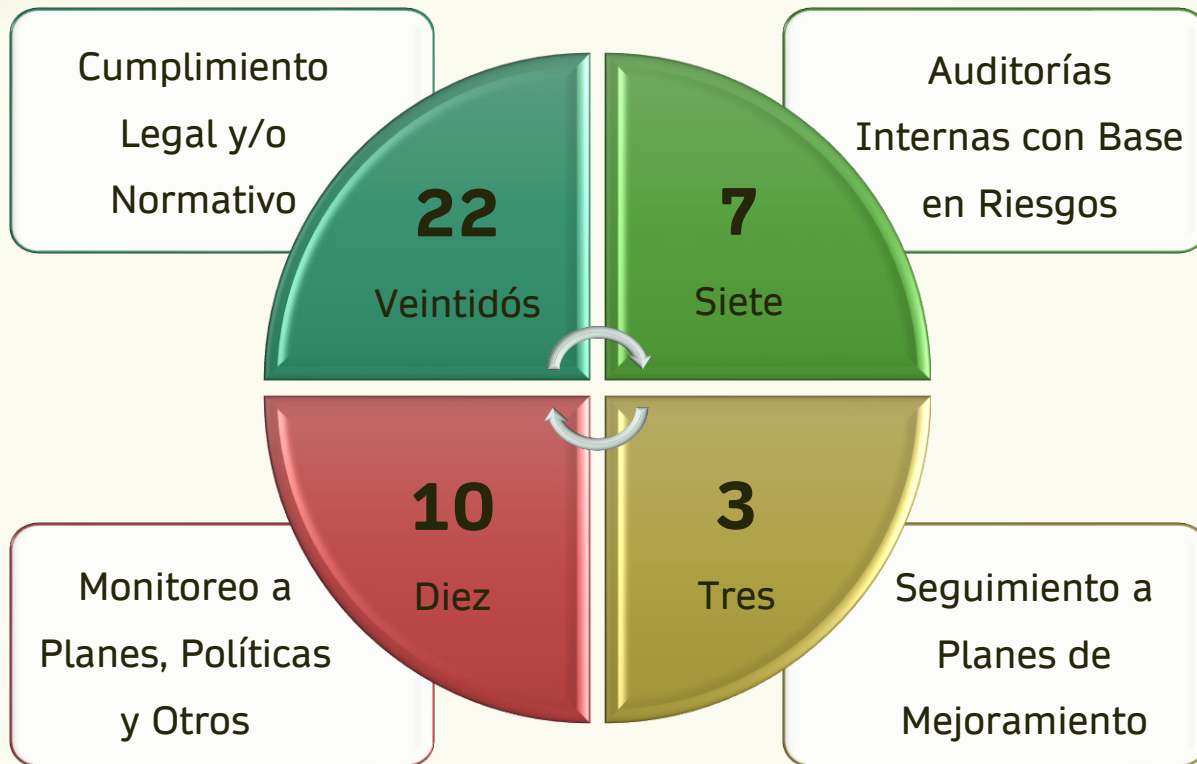 Cumplimiento
Legal y/o
Normativo
22
Veintidós
Auditorías
Internas con Base
en Riesgos
7
Siete
Monitoreo a
Planes, Políticas
y Otros
10
Diez
Seguimiento a
Planes de
Mejoramiento
3
Tres